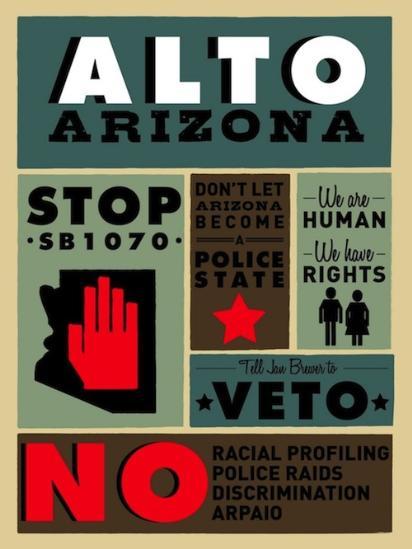 ALTO
ARIZONA
STOP
·SB1070·
DON'T LET
ARIZONA
BECOME
A
POLICE
STATE
We are
HUMAN
We have
RIGHTS
Tell Jan Brewer to
VETO
NO
RACIAL PROFILING
POLICE RAIDS
DISCRIMINATION
ARPAIO